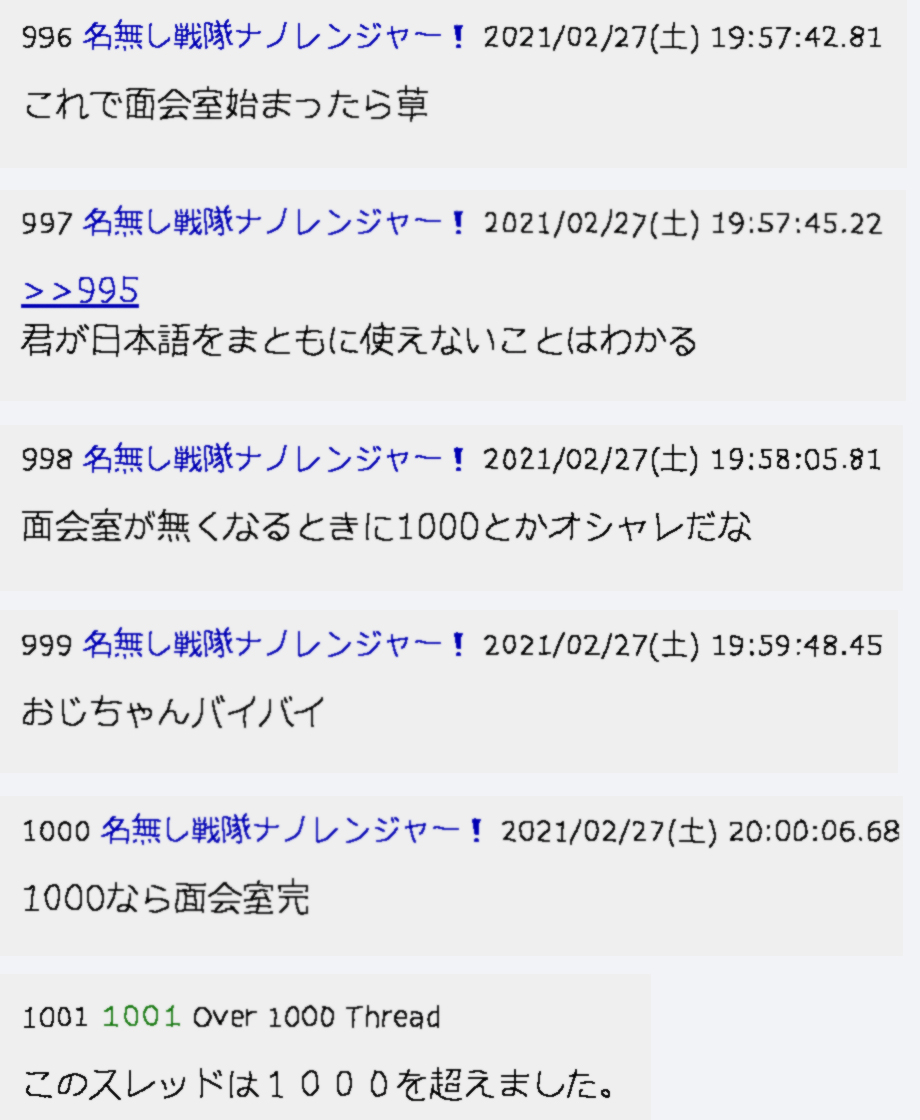 996 名無し戦隊ナノレンジャー！ 2021/02/27(土) 19:57:42.81
これで面会室始まったら草
997 名無し戦隊ナノレンジャー！ 2021/02/27(土) 19:57:45.22
>>995
君が日本語をまともに使えないことはわかる
998 名無し戦隊ナノレンジャー！ 2021/02/27(土) 19:58:05.81
面会室が無くなるときに1000とかオシャレだな
999 名無し戦隊ナノレンジャー！ 2021/02/27(土) 19:59:48.45
おじちゃんバイバイ
1000 名無し戦隊ナノレンジャー！ 2021/02/27(土) 20:00:06.68
1000なら面会室完
1001 1001 Over 1000 Thread
このスレッドは１０００を超えました。